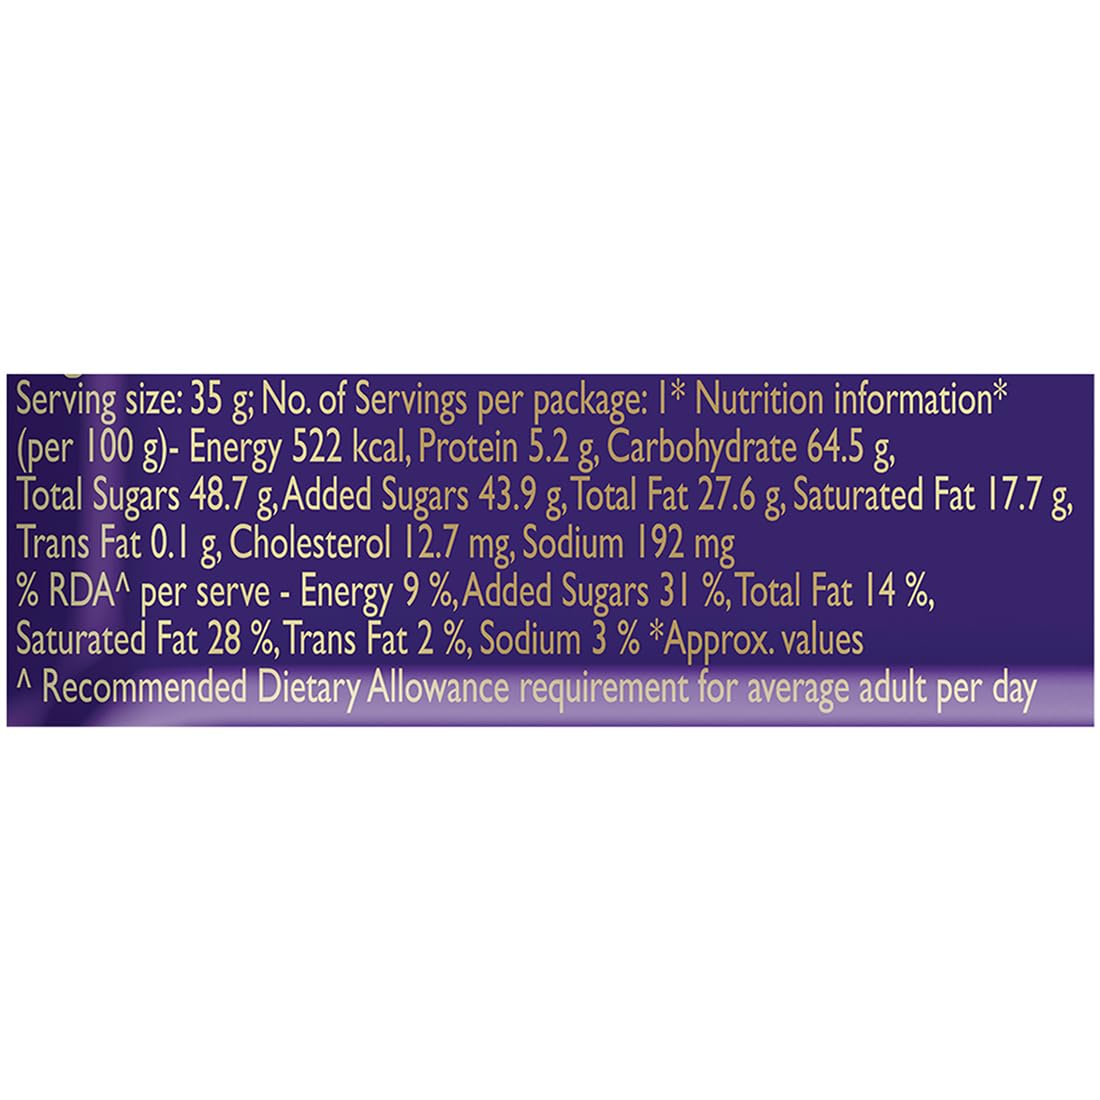 Serving size: 35 g; No. of Servings per package: 1* Nutrition information*
(per 100 g)- Energy 522 kcal, Protein 5.2 g, Carbohydrate 64.5 g,
Total Sugars 48.7 g, Added Sugars 43.9 g, Total Fat 27.6 g, Saturated Fat 17.7 g,
Trans Fat 0.1 g, Cholesterol 12.7 mg, Sodium 192 mg
% RDA^ per serve - Energy 9 %, Added Sugars 31 %, Total Fat 14 %,
Saturated Fat 28 %, Trans Fat 2 %, Sodium 3 % *Approx. values
^ Recommended Dietary Allowance requirement for average adult per day